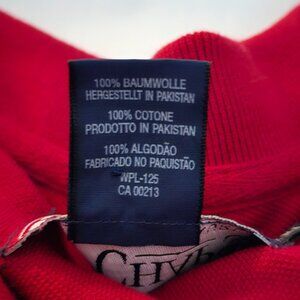 100% BAUMWOLLE
HERGESTELLT IN PAKISTAN
100% COTONE
PRODOTTO IN PAKISTAN
100% ALGODÃO
FABRICADO NO PAQUISTÃO
WPL-125
CA 00213